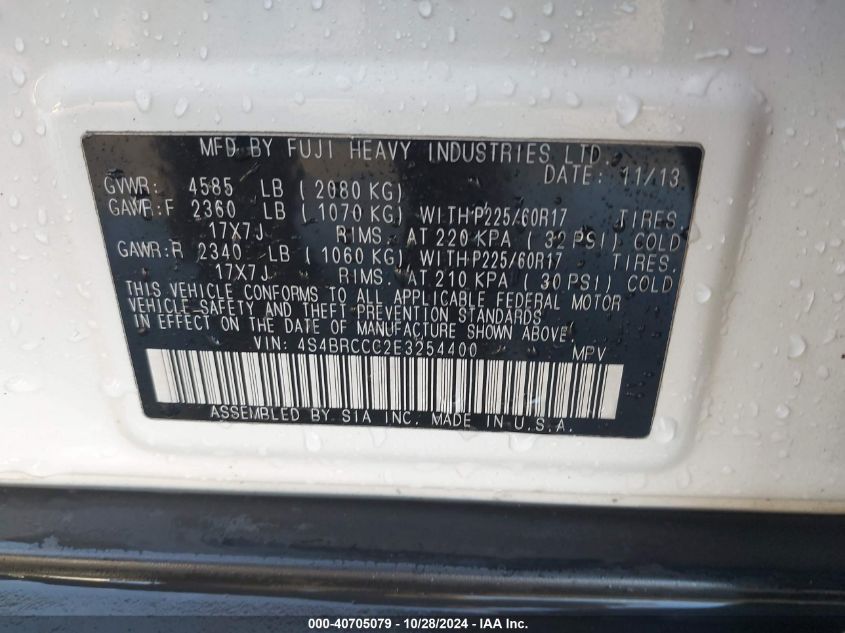 MFD BY FUJI HEAVY INDUSTRIES LTD.
DATE: 11/13
GVWR: 4585 LB (2080 KG)
GAWR:F 2360 LB (1070 KG) WITH P225/60R17 TIRES
17X7J RIMS. AT 220 KPA (32 PSI) COLD
GAWR:R 2340 LB (1060 KG) WITH P225/60R17 TIRES.
17X7J RIMS. AT 210 KPA (30 PSI) COLD
THIS VEHICLE CONFORMS TO ALL APPLICABLE FEDERAL MOTOR
VEHICLE SAFETY AND THEFT PREVENTION STANDARDS
IN EFFECT ON THE DATE OF MANUFACTURE SHOWN ABOVE.
VIN: 4S4BRCCC2E3254400 MPV
ASSEMBLED BY SIA INC. MADE IN U.S.A.
000-40705079 - 10/28/2024 - IAA Inc.